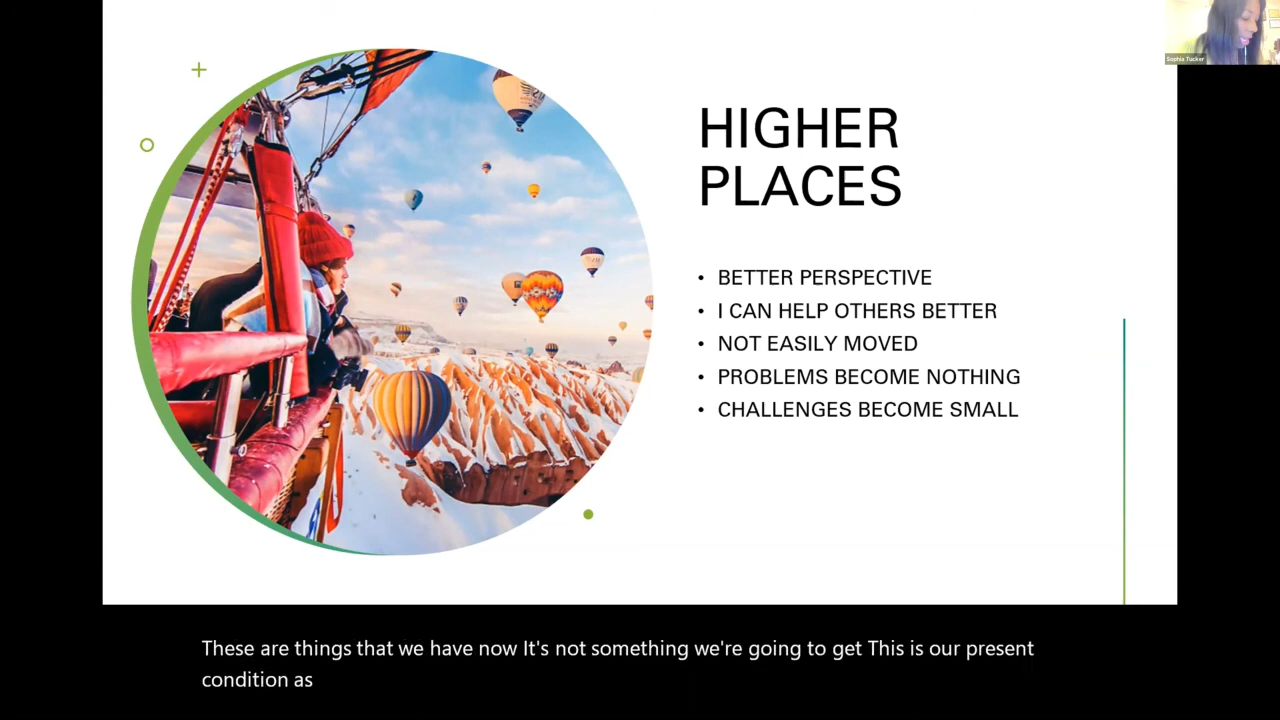 Sophia Tucker
HIGHER
PLACES
• BETTER PERSPECTIVE
• I CAN HELP OTHERS BETTER
• NOT EASILY MOVED
• PROBLEMS BECOME NOTHING
• CHALLENGES BECOME SMALL
These are things that we have now It's not something we're going to get This is our present
condition as